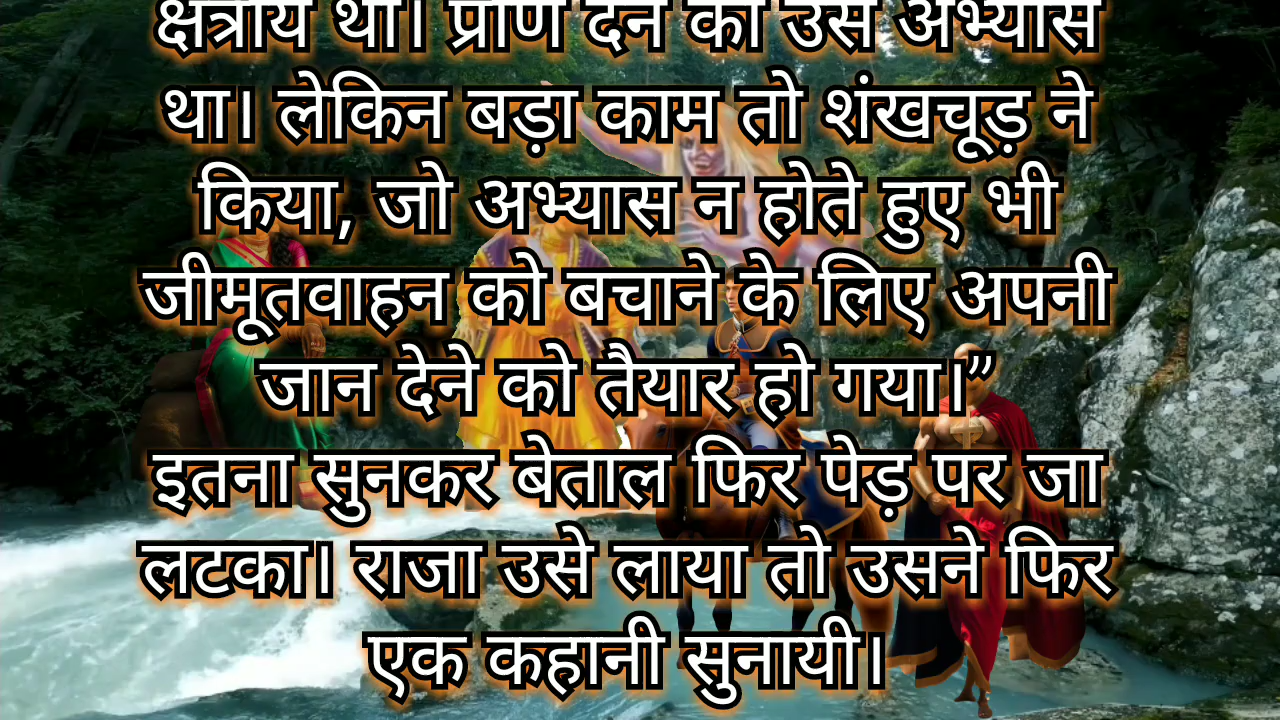 क्षत्रीय था। प्राण देने का उसे अभ्यास
था। लेकिन बड़ा काम तो शंखचूड़ ने
किया, जो अभ्यास न होते हुए भी
जीमूतवाहन को बचाने के लिए अपनी
जान देने को तैयार हो गया।”
इतना सुनकर बेताल फिर पेड़ पर जा
लटका। राजा उसे लाया तो उसने फिर
एक कहानी सुनायी।